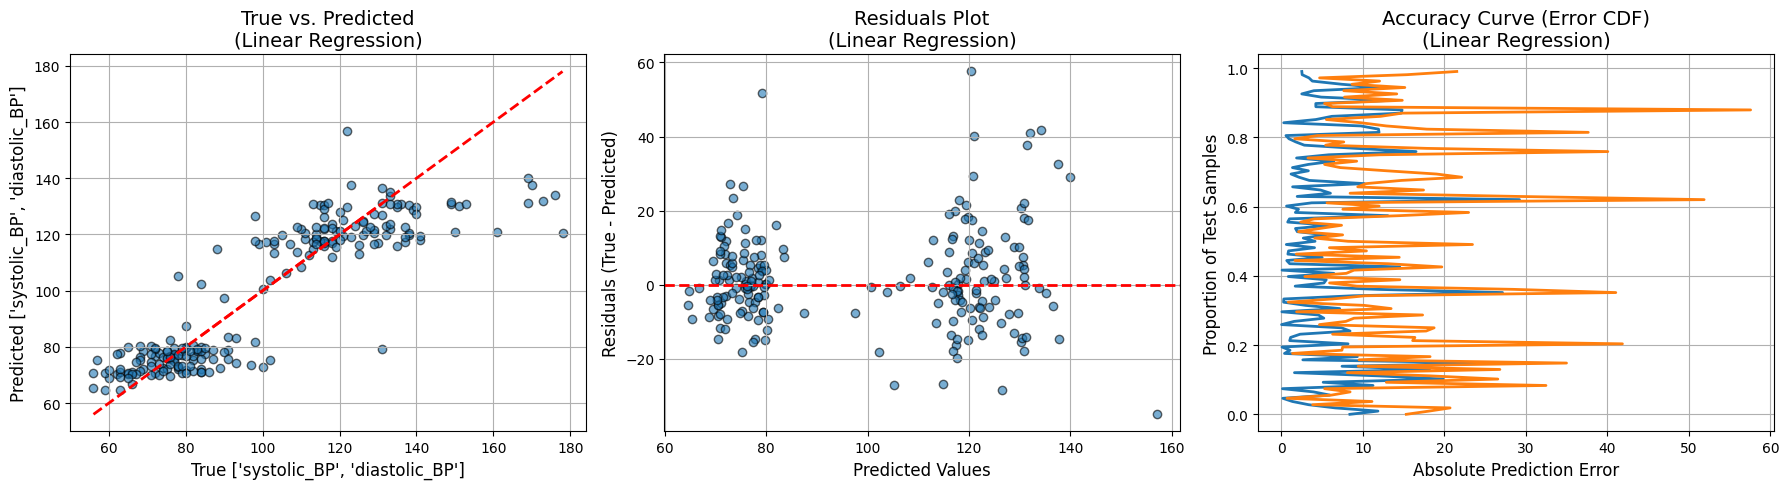 True vs. Predicted
(Linear Regression)
180
160
140
120
100
80
60
Predicted ['systolic_BP', 'diastolic_BP']
60 80 100 120 140 160 180
True ['systolic_BP', 'diastolic_BP']
Residuals Plot
(Linear Regression)
60
40
20
0
−20
Residuals (True - Predicted)
60 80 100 120 140 160
Predicted Values
Accuracy Curve (Error CDF)
(Linear Regression)
1.0
0.8
0.6
0.4
0.2
0.0
Proportion of Test Samples
0 10 20 30 40 50 60
Absolute Prediction Error